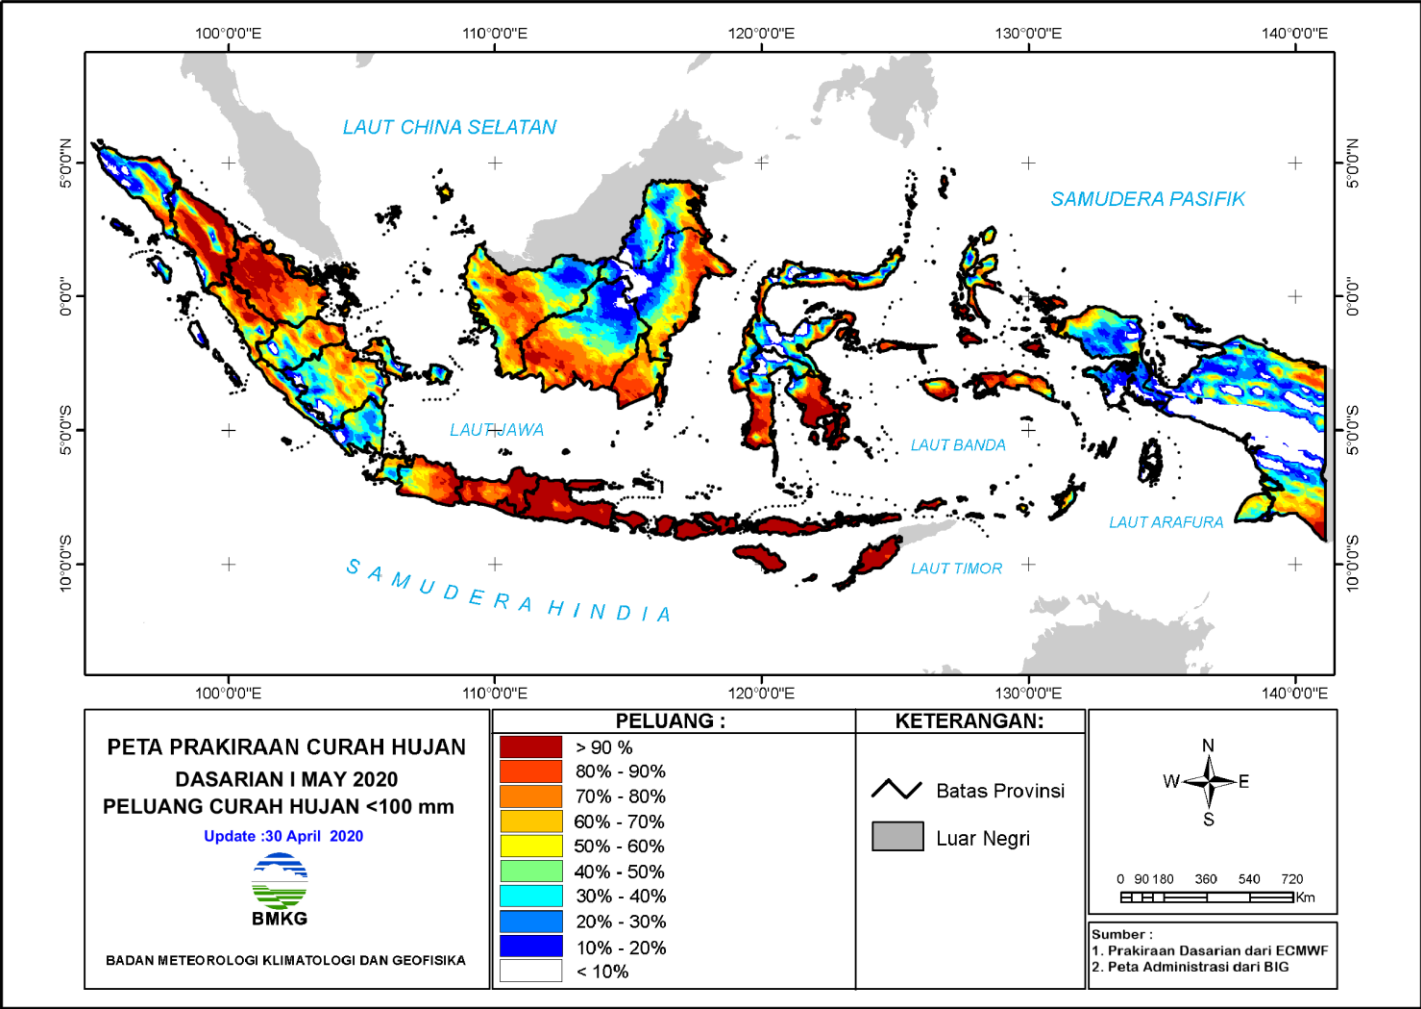 100°0'0"E 110°0'0"E 120°0'0"E 130°0'0"E 140°0'0"E
5°0'0"N
0°0'0"
5°0'0"S
10°0'0"S
LAUT CHINA SELATAN
SAMUDERA PASIFIK
LAUT JAWA
LAUT BANDA
LAUT ARAFURA
LAUT TIMOR
SAMUDERA HINDIA
5°0'0"N
0°0'0"
5°0'0"S
10°0'0"S
100°0'0"E 110°0'0"E 120°0'0"E 130°0'0"E 140°0'0"E
PETA PRAKIRAAN CURAH HUJAN
DASARIAN I MAY 2020
PELUANG CURAH HUJAN <100 mm
Update :30 April 2020
BMKG
BADAN METEOROLOGI KLIMATOLOGI DAN GEOFISIKA
PELUANG :
> 90 %
80% - 90%
70% - 80%
60% - 70%
50% - 60%
40% - 50%
30% - 40%
20% - 30%
10% - 20%
< 10%
KETERANGAN:
Batas Provinsi
Luar Negri
N
W E
S
0 90 180 360 540 720
Km
Sumber :
1. Prakiraan Dasarian dari ECMWF
2. Peta Administrasi dari BIG